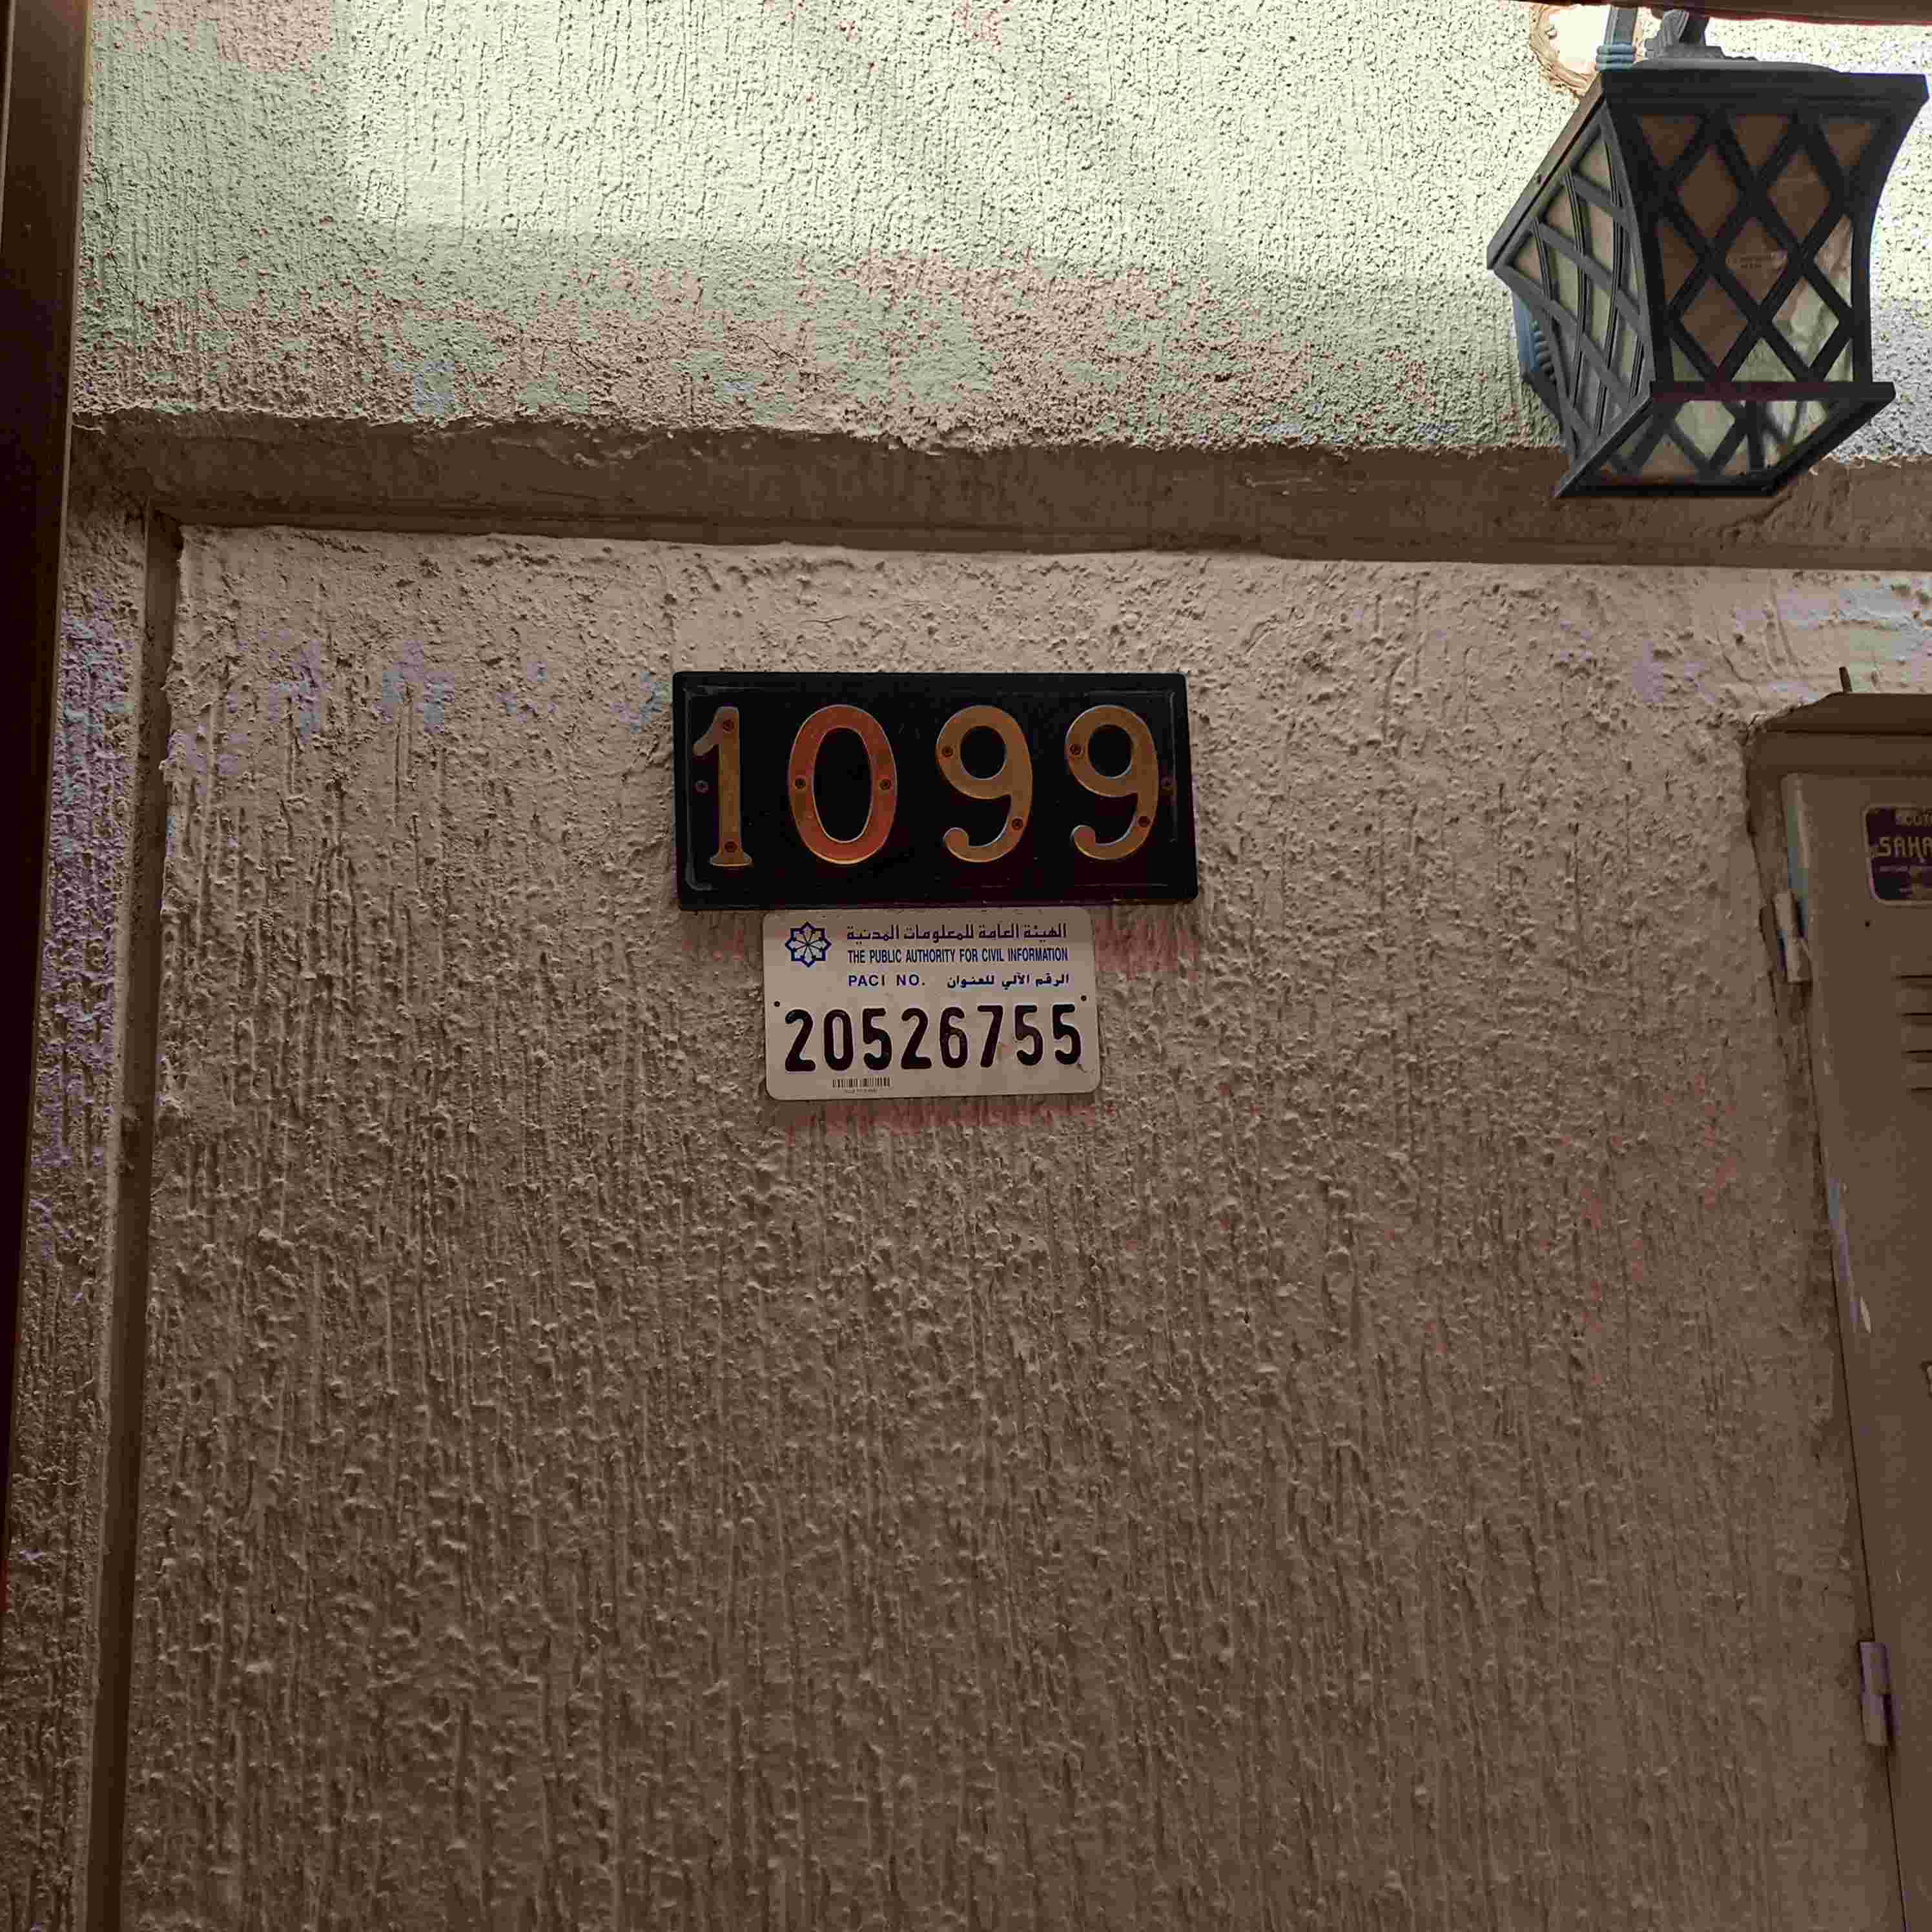 1099
الهيئة العامة للمعلومات المدنية
THE PUBLIC AUTHORITY FOR CIVIL INFORMATION
PACI NO. الرقم الآلي للعنوان
20526755